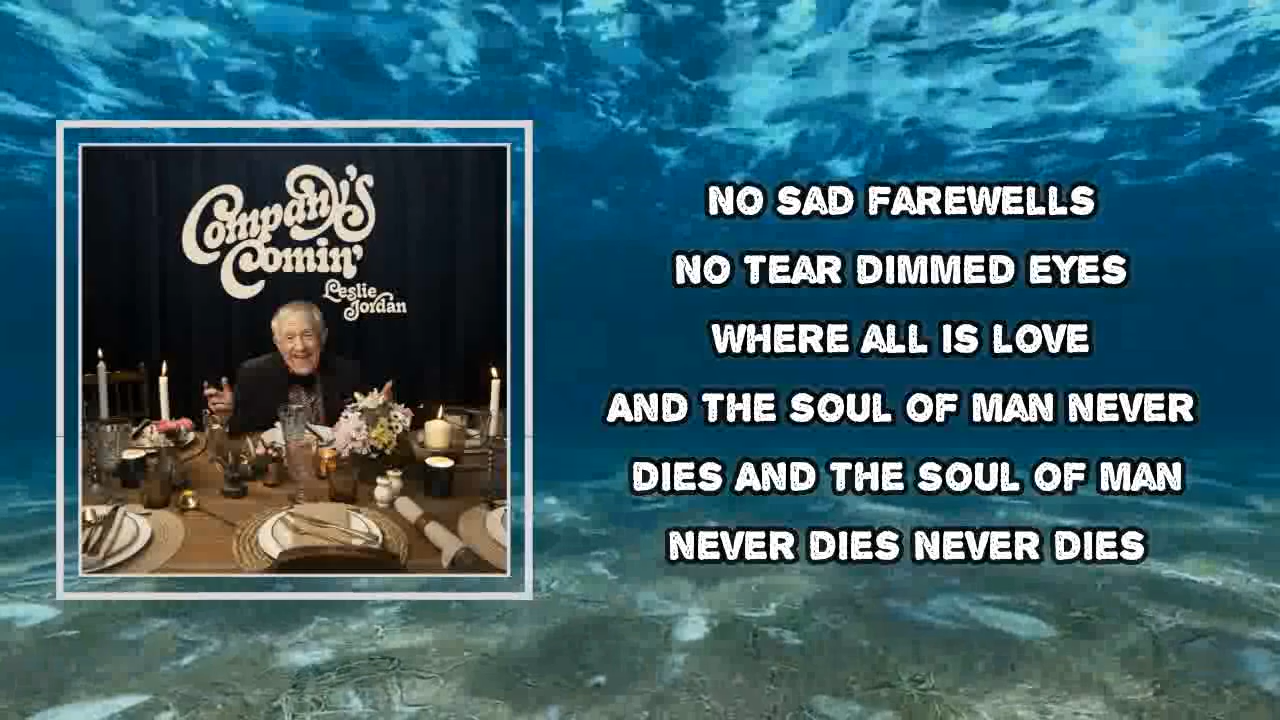 Company's
Comin'
Leslie
Jordan
NO SAD FAREWELLS
NO TEAR DIMMED EYES
WHERE ALL IS LOVE
AND THE SOUL OF MAN NEVER
DIES AND THE SOUL OF MAN
NEVER DIES NEVER DIES